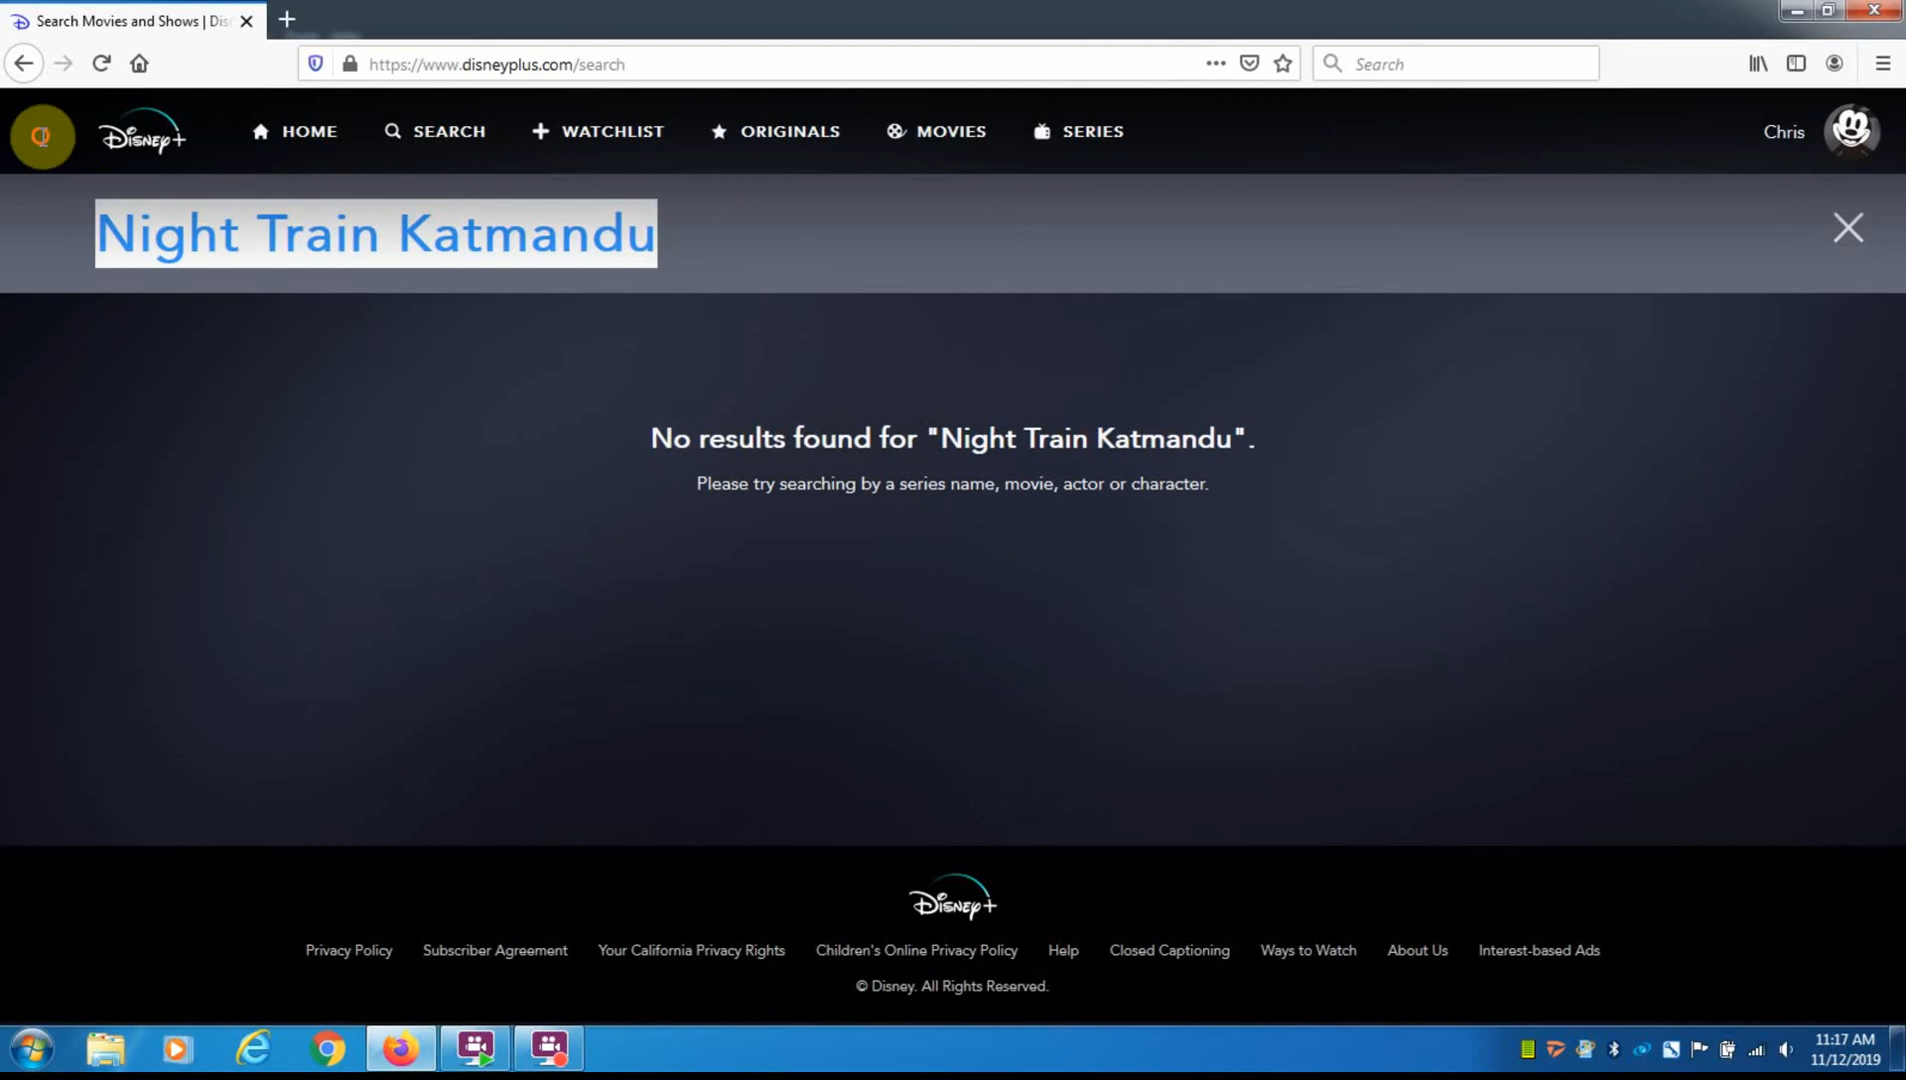 Search Movies and Shows | Dis
https://www.disneyplus.com/search
Search
Disney+
HOME
SEARCH
WATCHLIST
ORIGINALS
MOVIES
SERIES
Chris
Night Train Katmandu
No results found for "Night Train Katmandu".
Please try searching by a series name, movie, actor or character.
Disney+
Privacy Policy
Subscriber Agreement
Your California Privacy Rights
Children's Online Privacy Policy
Help
Closed Captioning
Ways to Watch
About Us
Interest-based Ads
© Disney. All Rights Reserved.
11:17 AM
11/12/2019